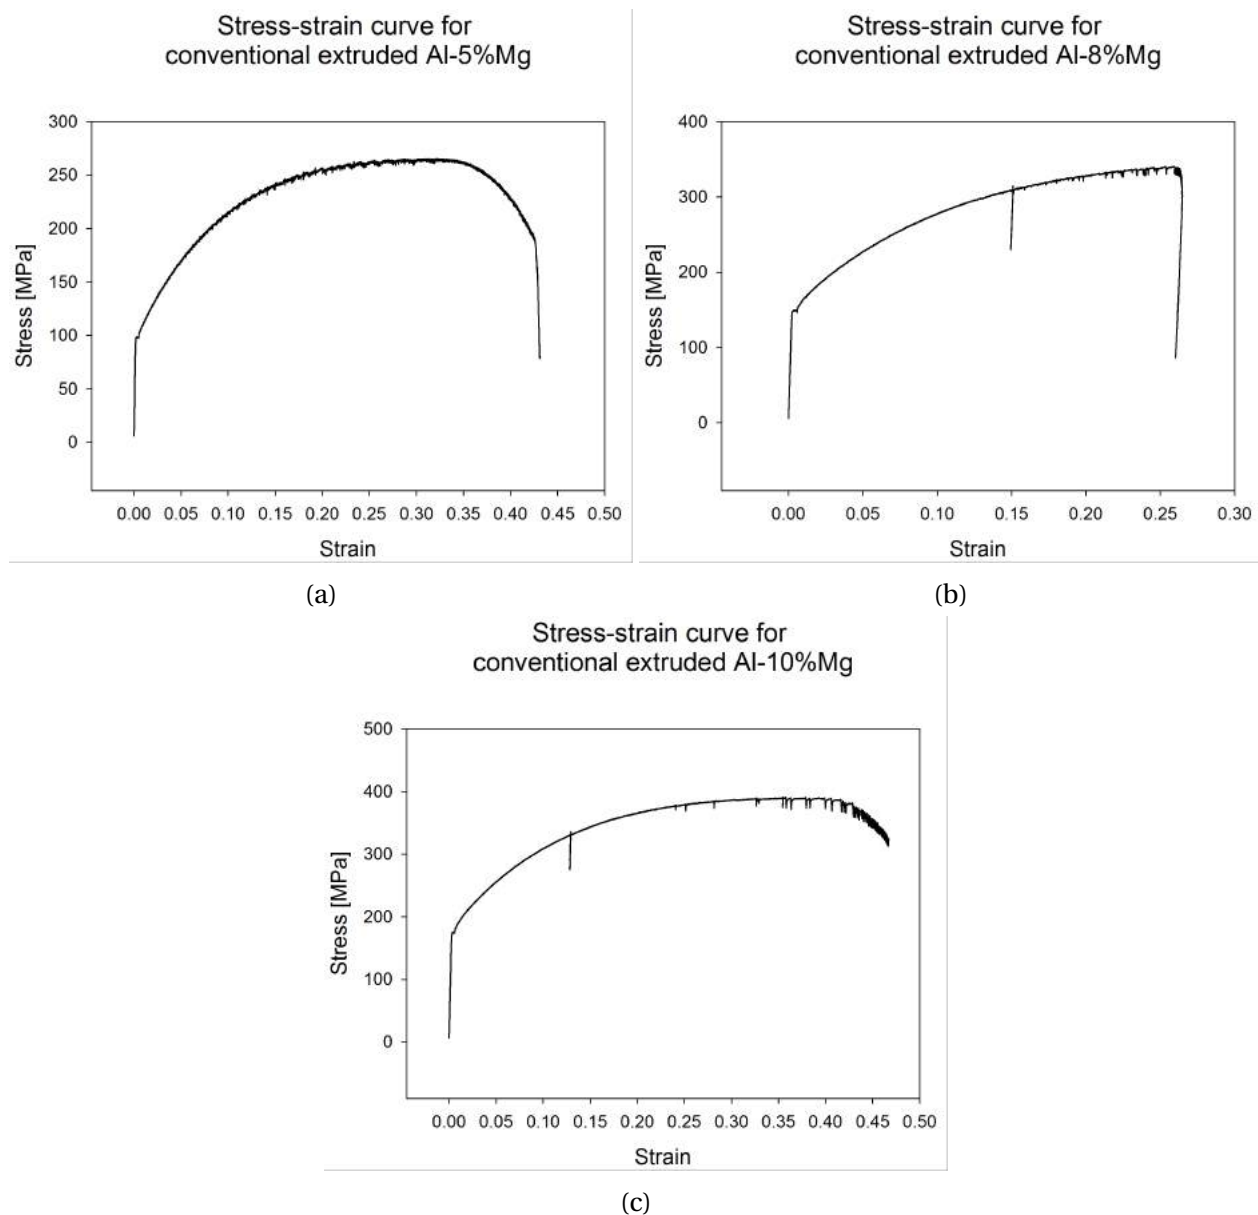 Stress-strain curve for
conventional extruded Al-5%Mg
300
250
200
150
100
50
0
Stress [MPa]
0.00 0.05 0.10 0.15 0.20 0.25 0.30 0.35 0.40 0.45 0.50
Strain
(a)
Stress-strain curve for
conventional extruded Al-8%Mg
400
300
200
100
0
Stress [MPa]
0.00 0.05 0.10 0.15 0.20 0.25 0.30
Strain
(b)
Stress-strain curve for
conventional extruded Al-10%Mg
500
400
300
200
100
0
Stress [MPa]
0.00 0.05 0.10 0.15 0.20 0.25 0.30 0.35 0.40 0.45 0.50
Strain
(c)